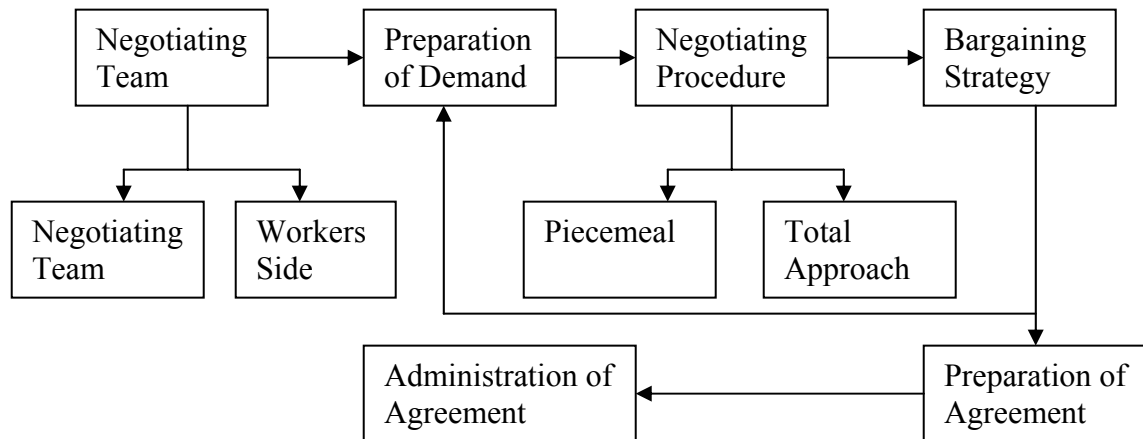 Negotiating
Team
Preparation
of Demand
Negotiating
Procedure
Bargaining
Strategy
Negotiating
Team
Workers
Side
Piecemeal
Total
Approach
Administration of
Agreement
Preparation of
Agreement